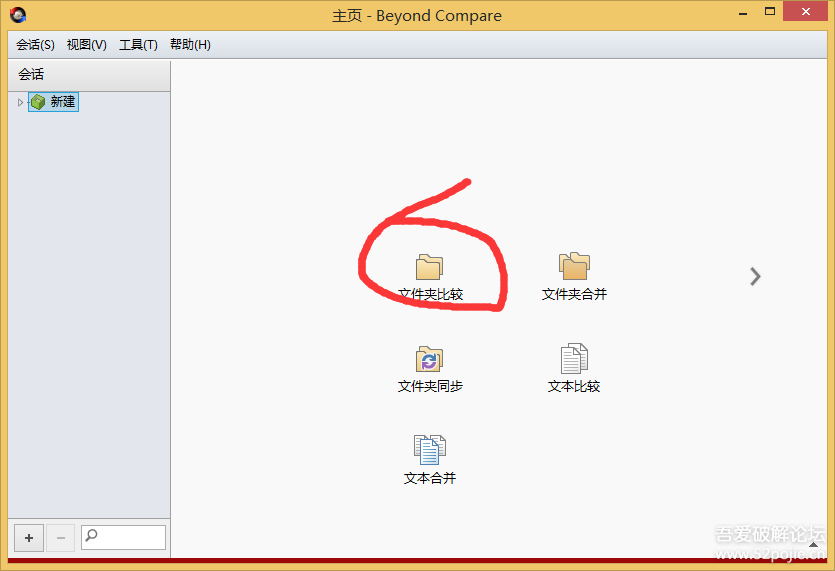 主页 - Beyond Compare
会话(S) 视图(V) 工具(T) 帮助(H)
会话
新建
文件夹比较
文件夹合并
文件夹同步
文本比较
文本合并
吾爱破解论坛
www.52pojie.cn